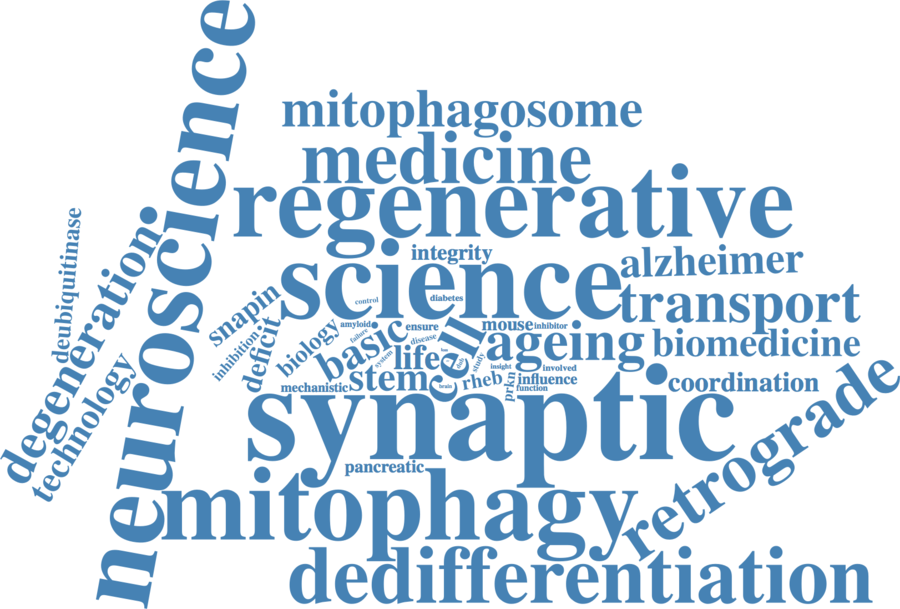 neuroscience
mitophagosome
medicine
regenerative
deubiquitinase
degeneration
technology
integrity
science
alzheimer
transport
snapin
control
diabetes
inhibition
deficit
biology
amyloid
failure
ensure
mouse
inhibitor
basic
disease
system
cell
ageing
biomedicine
life
stem
mechanistic
brain
study
insight
involved
rheb
prkn
influence
function
coordination
synaptic
retrograde
pancreatic
mitophagy
dedifferentiation